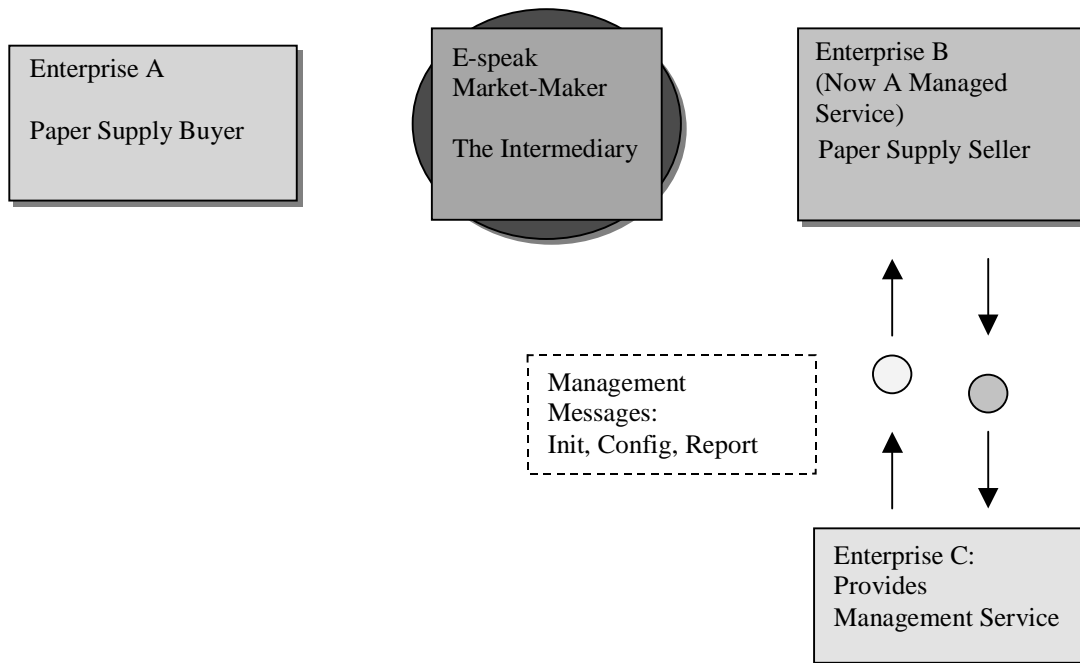 Enterprise A
Paper Supply Buyer
E-speak
Market-Maker
The Intermediary
Enterprise B
(Now A Managed
Service)
Paper Supply Seller
Management
Messages:
Init, Config, Report
Enterprise C:
Provides
Management Service